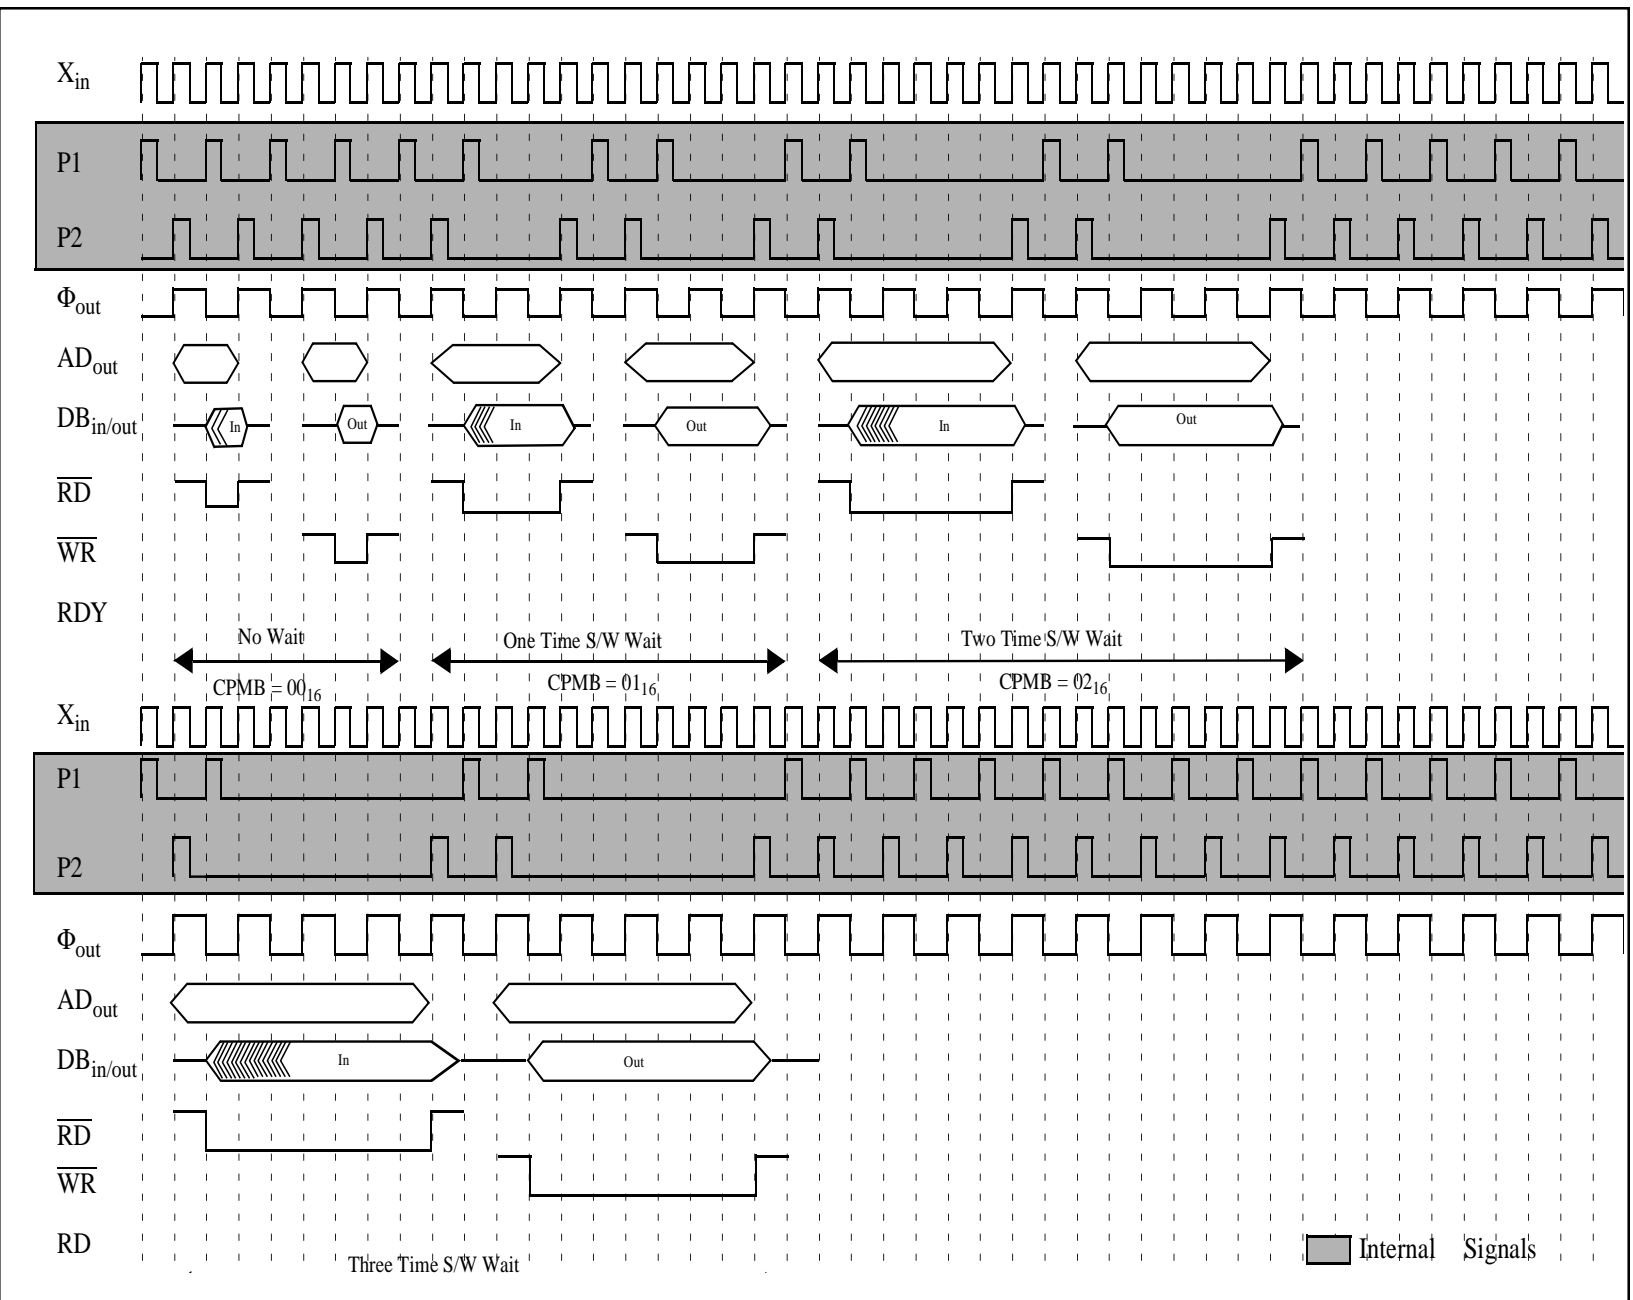 Xin
P1
P2
Φout
ADout
DBin/out In Out In Out In Out
RD
WR
RDY
No Wait One Time S/W Wait Two Time S/W Wait
CPMB = 0016 CPMB = 0116 CPMB = 0216
Xin
P1
P2
Φout
ADout
DBin/out In Out
RD
WR
RD
Three Time S/W Wait
Internal Signals